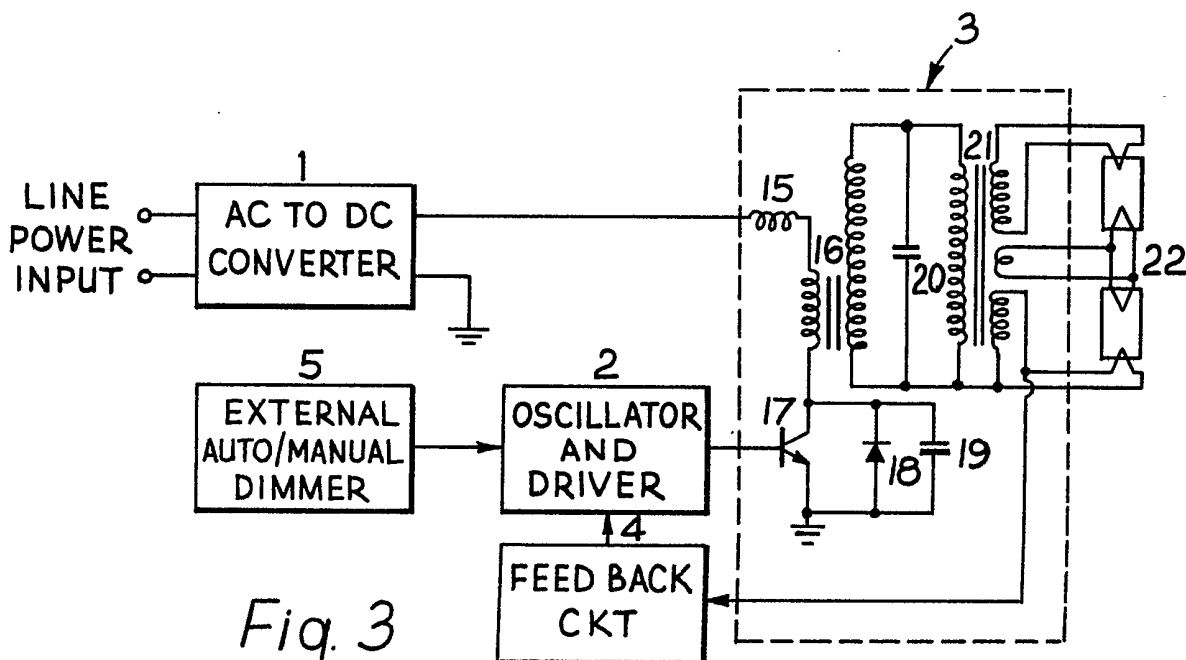 3
1
LINE
POWER
INPUT
AC TO DC
CONVERTER
15
16
20
21
22
5
EXTERNAL
AUTO/MANUAL
DIMMER
2
OSCILLATOR
AND
DRIVER
17
18
19
4
FEED BACK
CKT
Fig. 3